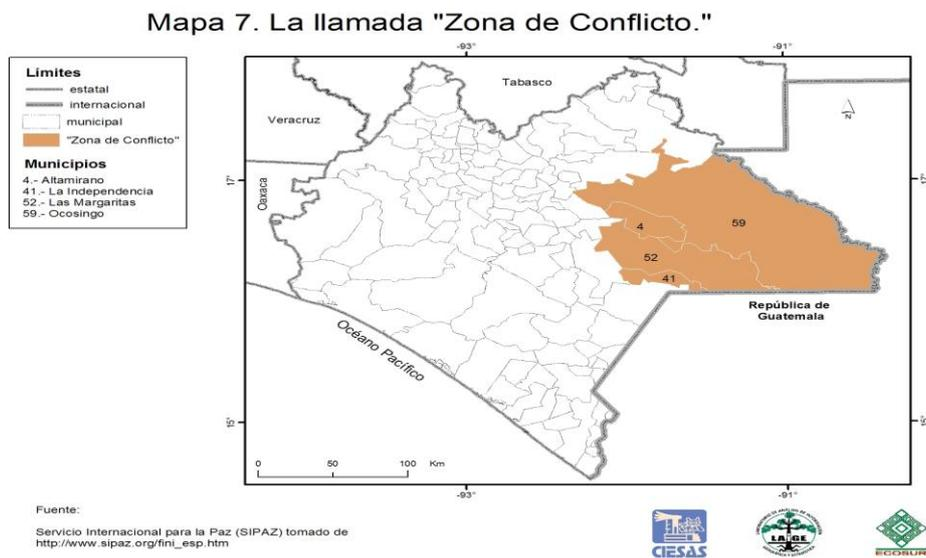 Mapa 7. La llamada "Zona de Conflicto."
Límites
estatal
internacional
municipal
"Zona de Conflicto"
Municipios
4.- Altamirano
41.- La Independencia
52.- Las Margaritas
59.- Ocosingo
-93°
-91°
Tabasco
Veracruz
N
17°
17°
Oaxaca
59
4
52
41
República de
Guatemala
Océano Pacífico
15°
15°
0 50 100 Km
-93°
-91°
Fuente:
Servicio Internacional para la Paz (SIPAZ) tomado de
http://www.sipaz.org/fini_esp.htm
CIESAS
LAIGE
ECOSUR